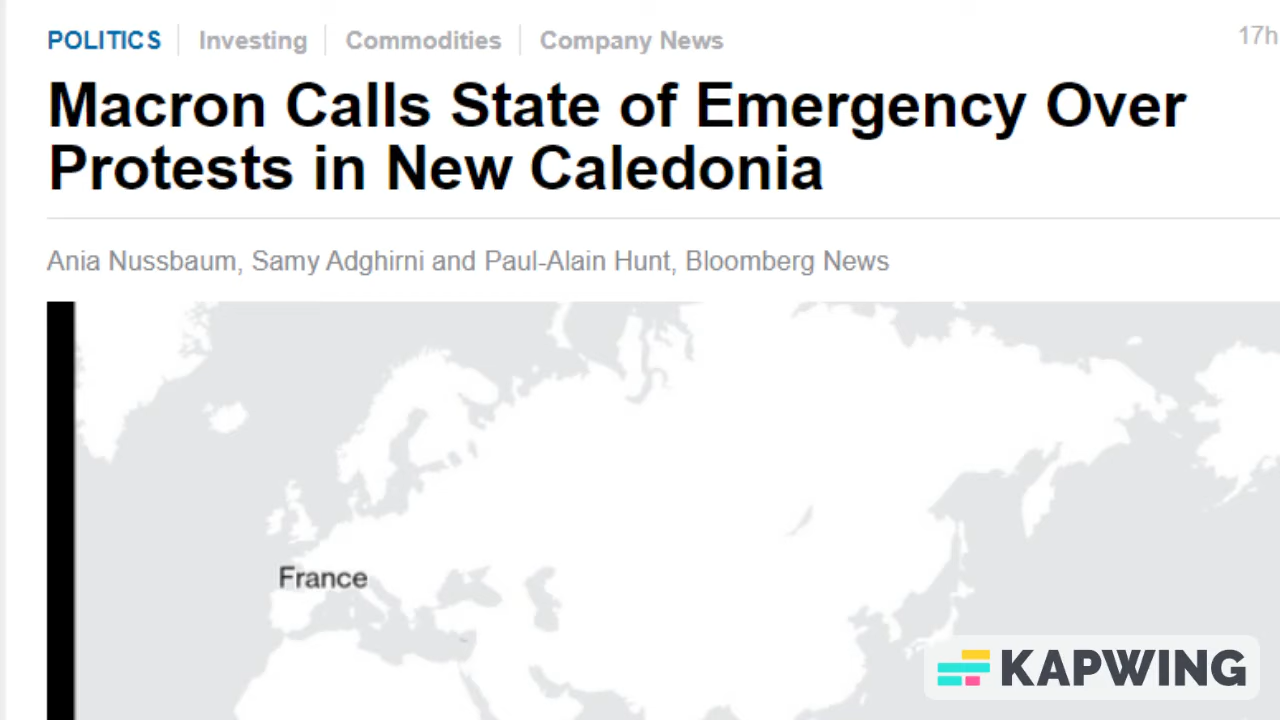 POLITICS Investing Commodities Company News 17h
Macron Calls State of Emergency Over
Protests in New Caledonia
Ania Nussbaum, Samy Adghirni and Paul-Alain Hunt, Bloomberg News
France
KAPWING